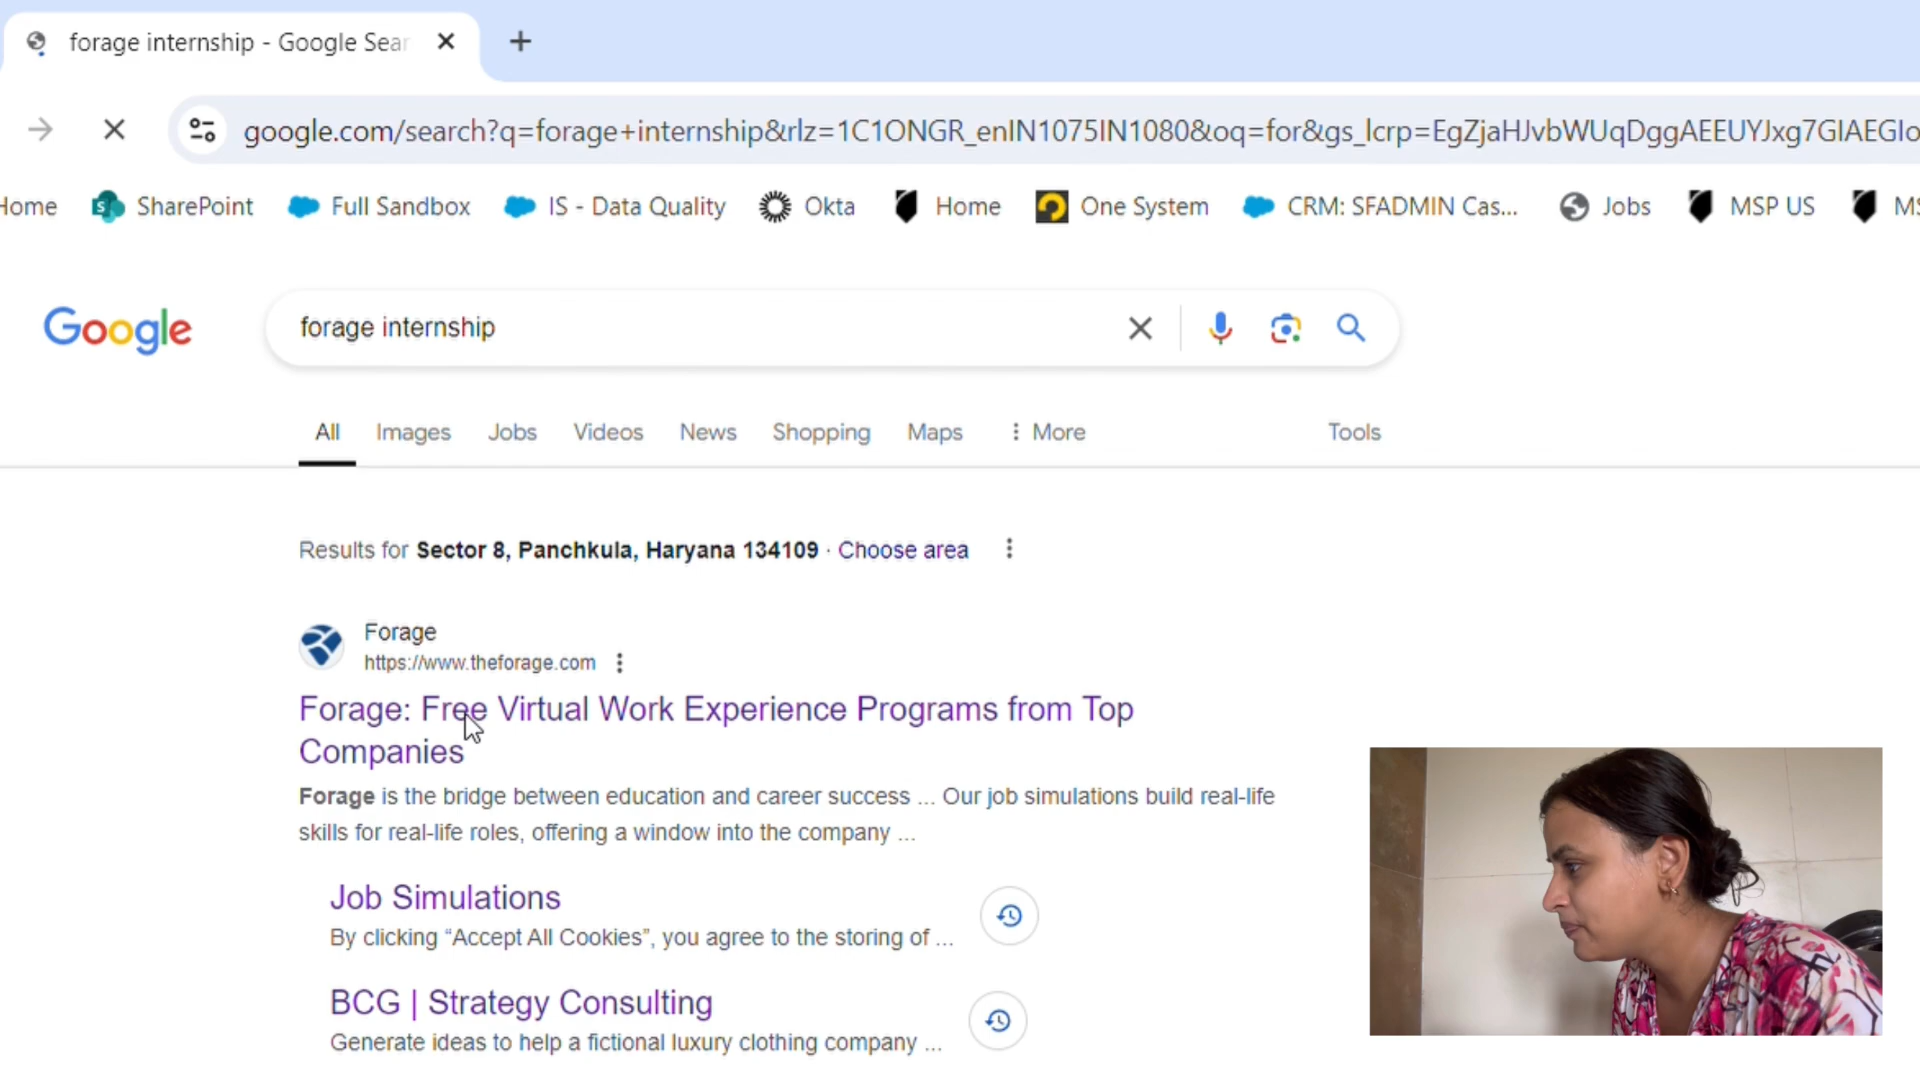 forage internship - Google Sear
google.com/search?q=forage+internship&rlz=1C1ONGR_enIN1075IN1080&oq=for&gs_lcrp=EgZjaHJvbWUqDggAEEUYJxg7GIAEGIo
Home SharePoint Full Sandbox IS - Data Quality Okta Home One System CRM: SFADMIN Cas... Jobs MSP US MS
Google forage internship
All Images Jobs Videos News Shopping Maps More Tools
Results for Sector 8, Panchkula, Haryana 134109 · Choose area
Forage
https://www.theforage.com
Forage: Free Virtual Work Experience Programs from Top
Companies
Forage is the bridge between education and career success ... Our job simulations build real-life
skills for real-life roles, offering a window into the company ...
Job Simulations
By clicking “Accept All Cookies”, you agree to the storing of ...
BCG | Strategy Consulting
Generate ideas to help a fictional luxury clothing company ...